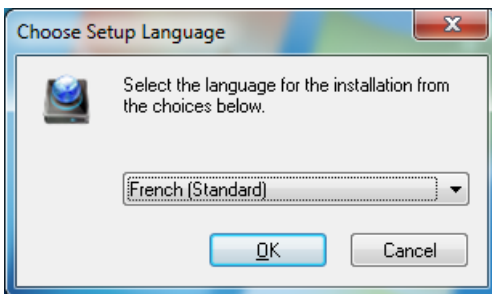 Choose Setup Language
Select the language for the installation from
the choices below.
French (Standard)
OK
Cancel